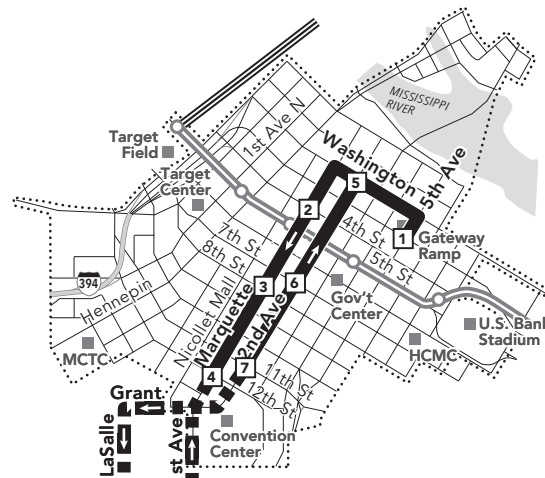 MISSISSIPPI
RIVER
1st Ave N
Washington
5th Ave
Target
Field
Target
Center
5
2
4th St
1
Gateway
Ramp
7th St
8th St
5th St
394
Hennepin
3
6
Gov't
Center
Nicollet Mall
Marquette
2nd Ave
U.S. Bank
Stadium
HCMC
MCTC
4
7
11th St
12th St
Grant
LaSalle
st Ave
Convention
Center